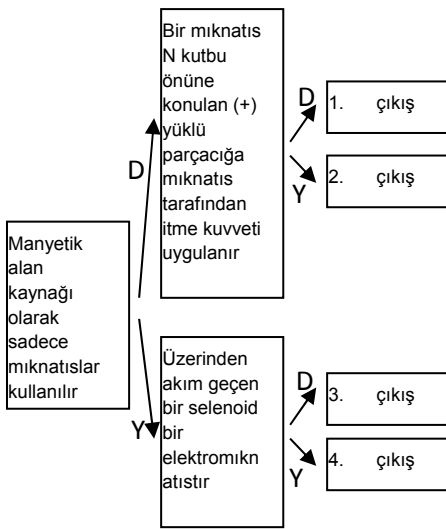 Bir mıknatıs
N kutbu
önüne
konulan (+)
yüklü
parçacığa
mıknatıs
tarafından
itme kuvveti
uygulanır
D
1. çıkış
D
Y
2. çıkış
Manyetik
alan
kaynağı
olarak
sadece
mıknatıslar
kullanılır
Y
Üzerinden
akım geçen
bir selenoid
bir
elektromıkn
atıstır
D
3. çıkış
Y
4. çıkış